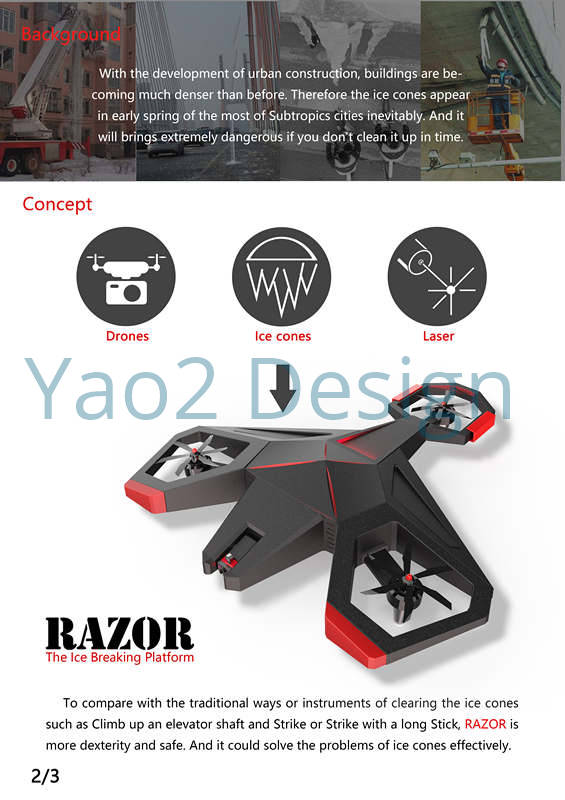 Background
With the development of urban construction, buildings are be-
coming much denser than before. Therefore the ice cones appear
in early spring of the most of Subtropics cities inevitably. And it
will brings extremely dangerous if you don't clean it up in time.
Concept
Drones
Ice cones
Laser
Yao2 Design
RAZOR
The Ice Breaking Platform
To compare with the traditional ways or instruments of clearing the ice cones
such as Climb up an elevator shaft and Strike or Strike with a long Stick, RAZOR is
more dexterity and safe. And it could solve the problems of ice cones effectively.
2/3